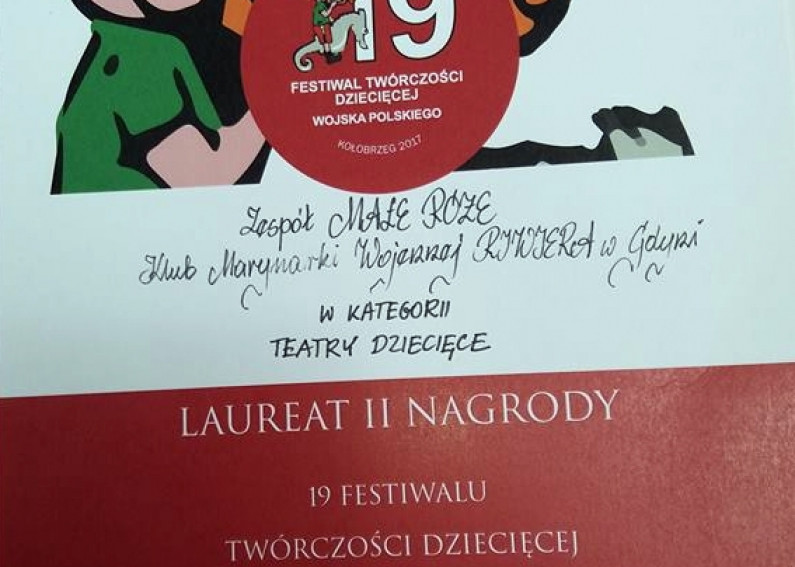 19
FESTIWAL TWÓRCZOŚCI
DZIECIĘCEJ
WOJSKA POLSKIEGO
KOŁOBRZEG 2017
Zespół MAŁE RÓŻE
Klub Marynarki Wojennej RIWIERA w Gdyni
W KATEGORII
TEATRY DZIECIĘCE
LAUREAT II NAGRODY
19 FESTIWALU
TWÓRCZOŚCI DZIECIĘCEJ